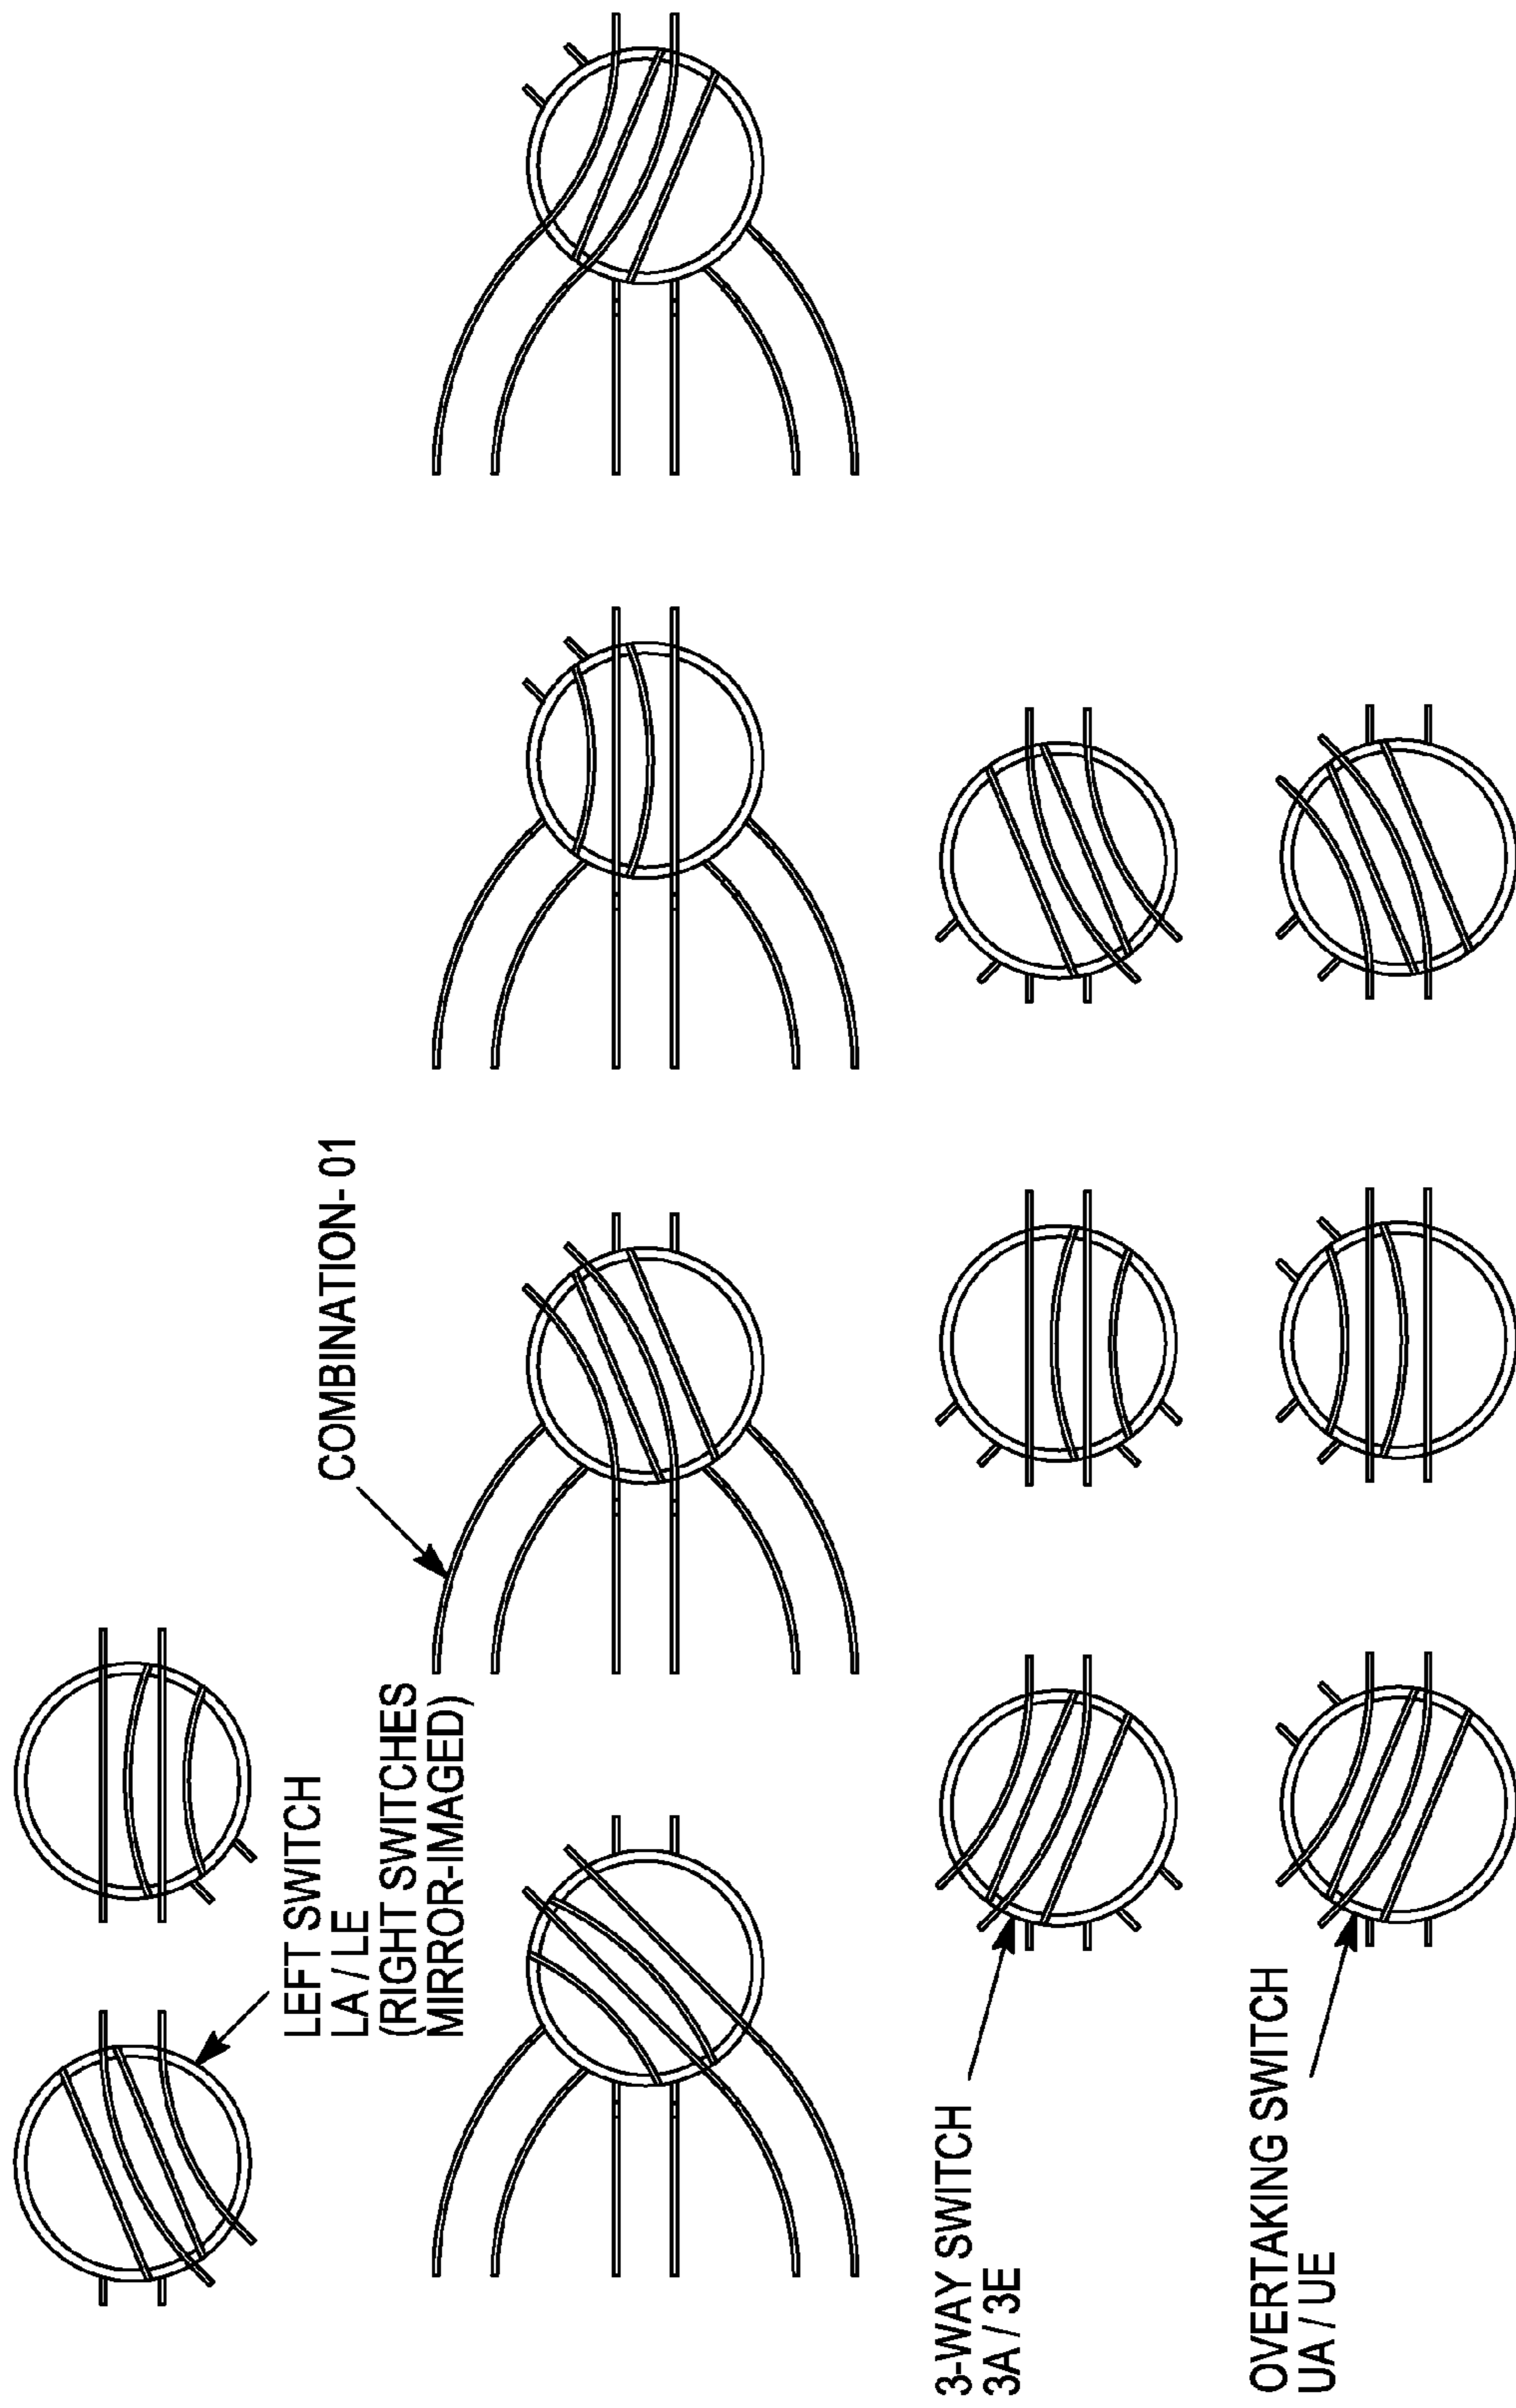 LEFT SWITCH
LA / LE
(RIGHT SWITCHES
MIRROR-IMAGED)
COMBINATION- 01
3-WAY SWITCH
3A / 3E
OVERTAKING SWITCH
UA / UE